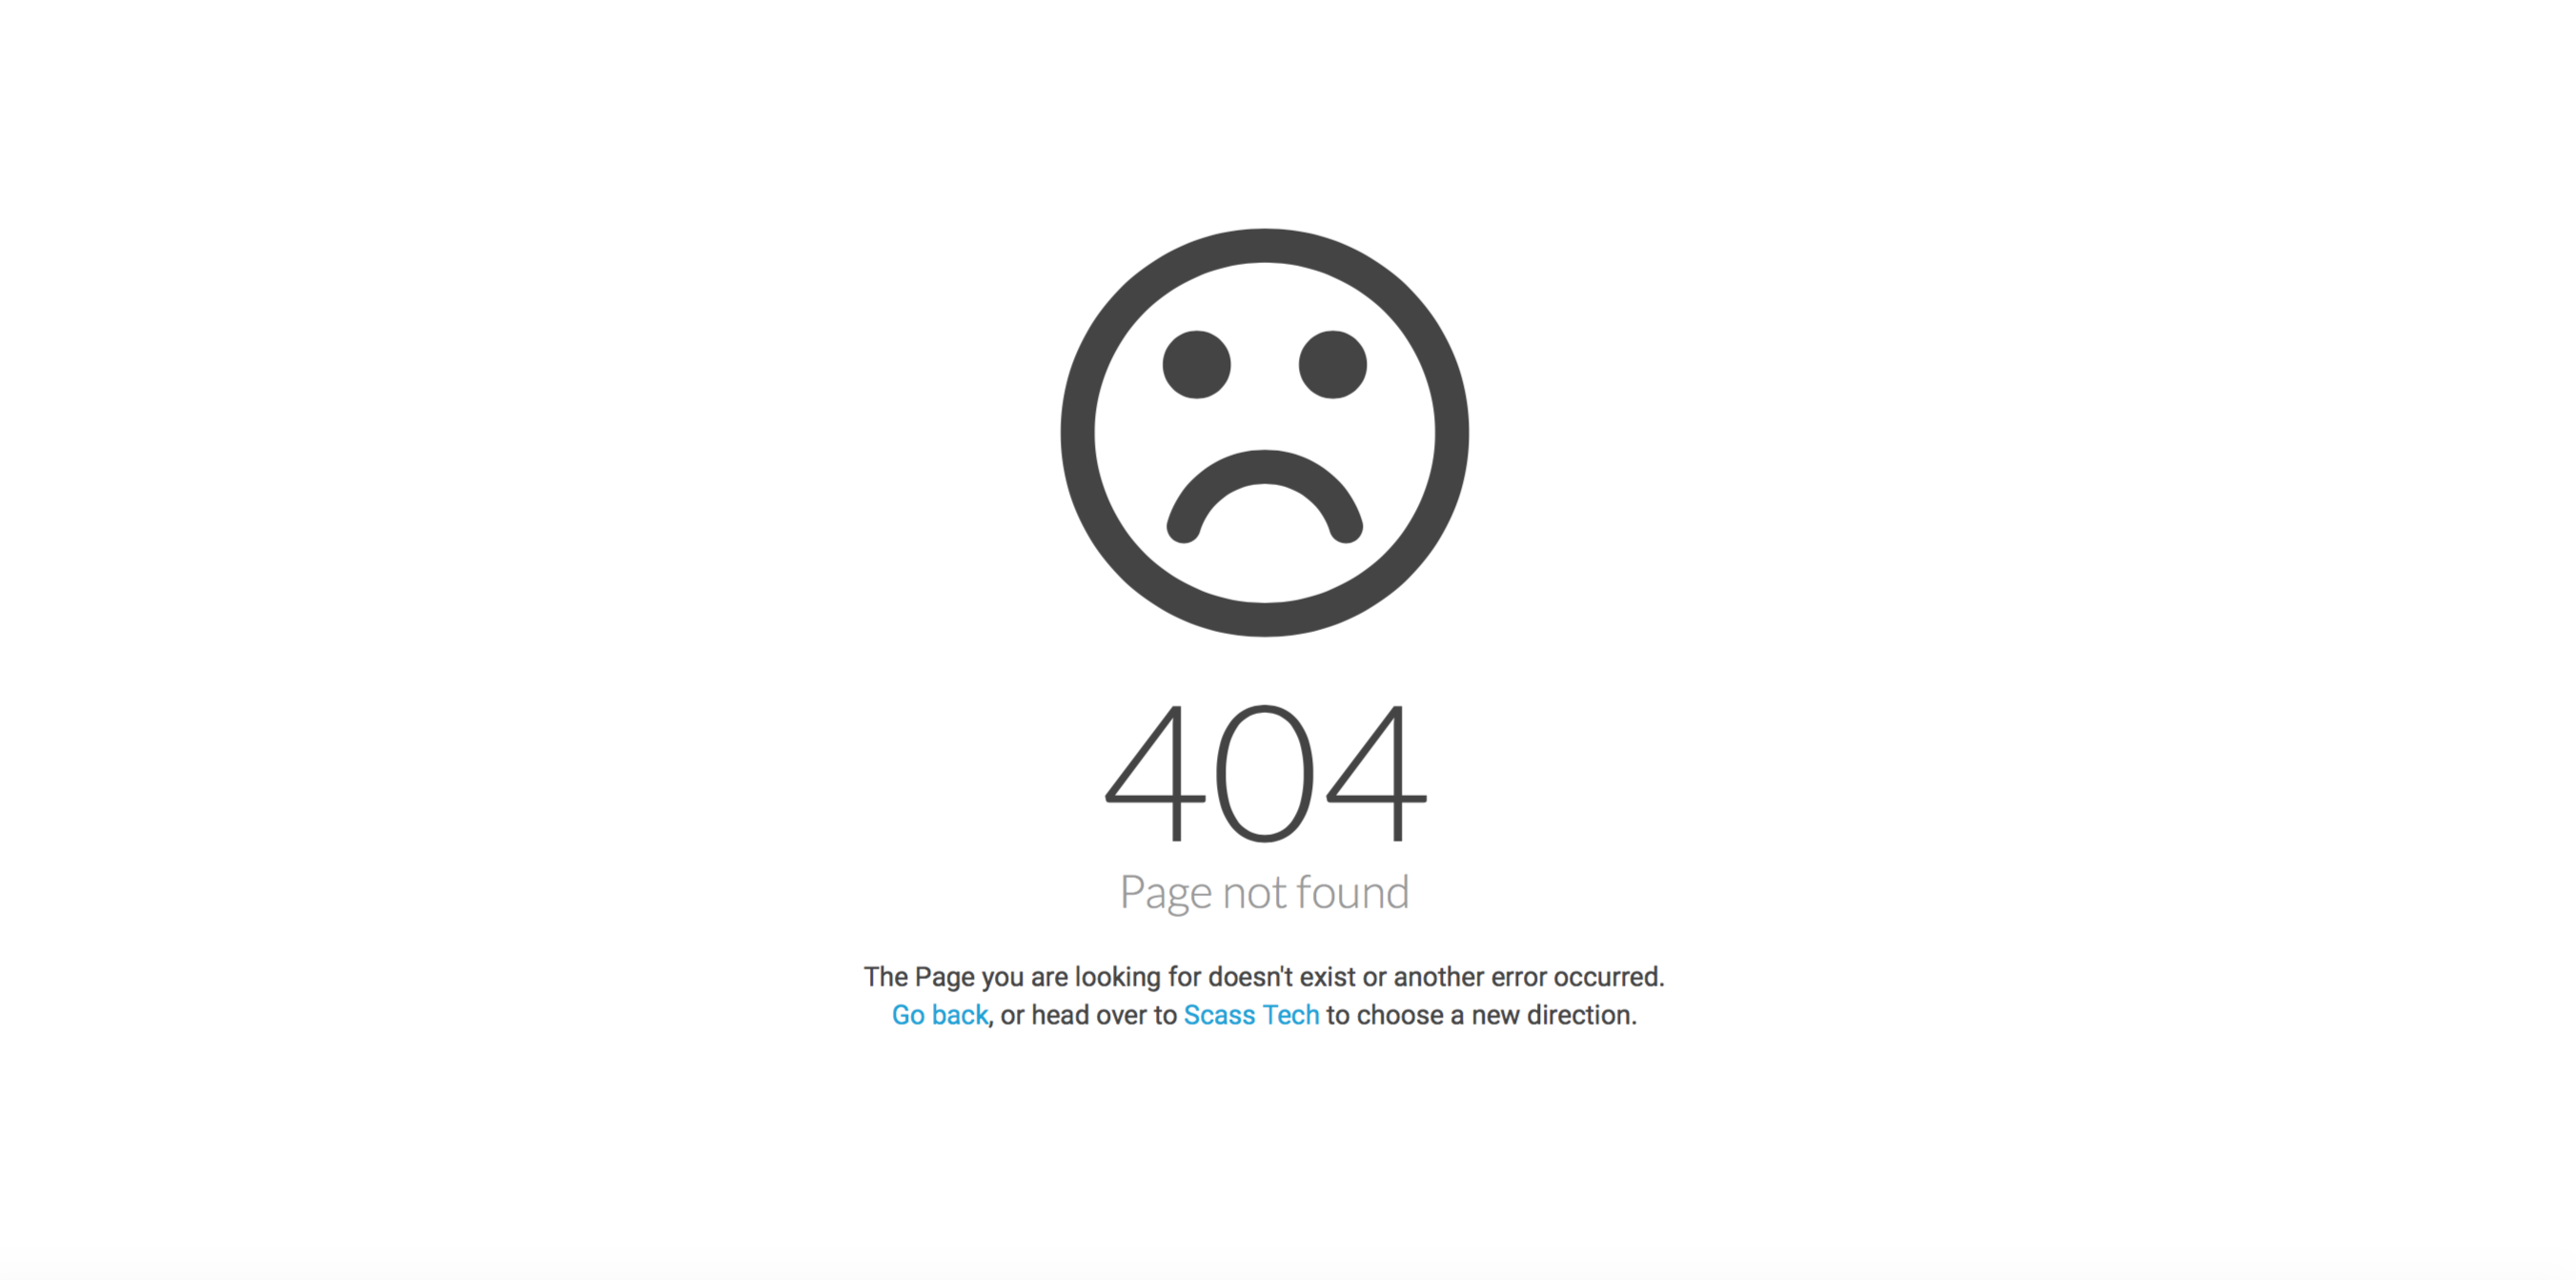 404
Page not found
The Page you are looking for doesn't exist or another error occurred.
Go back, or head over to Scass Tech to choose a new direction.